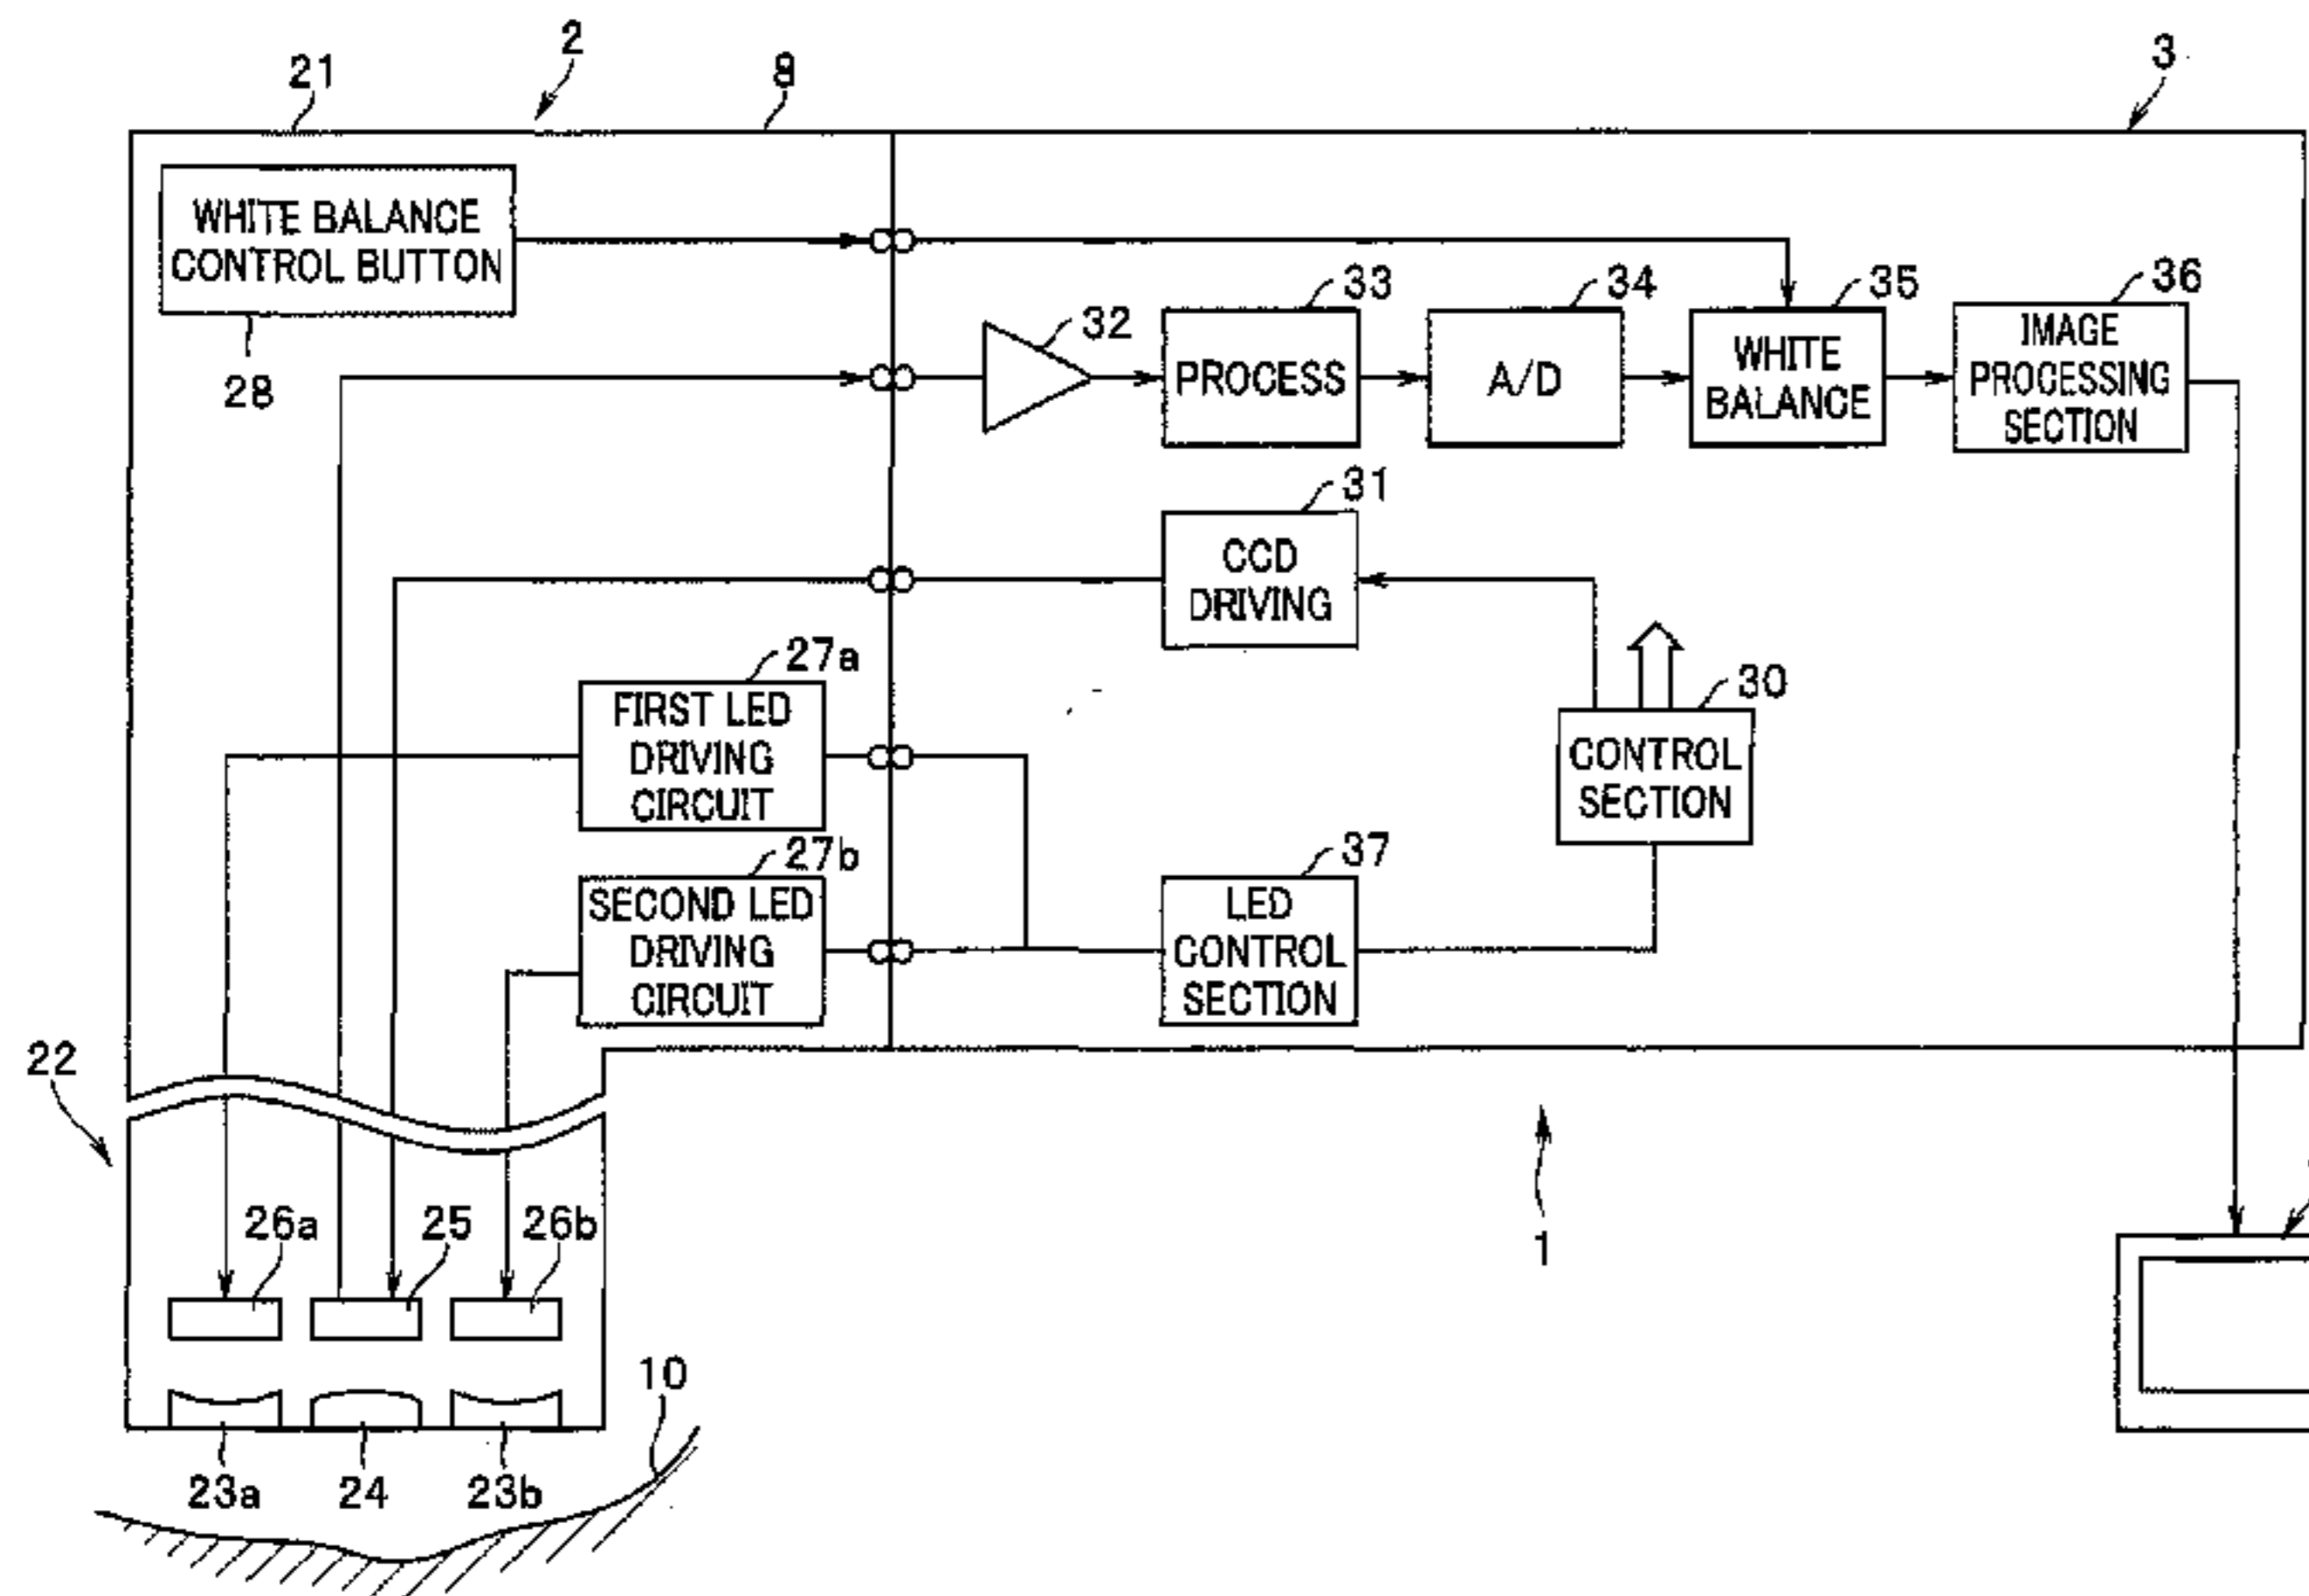 2
21
9
3
WHITE BALANCE
CONTROL BUTTON
28
32
33
PROCESS
34
A/D
35
WHITE
BALANCE
36
IMAGE
PROCESSING
SECTION
31
CCD
DRIVING
27a
FIRST LED
DRIVING
CIRCUIT
30
CONTROL
SECTION
27b
SECOND LED
DRIVING
CIRCUIT
37
LED
CONTROL
SECTION
22
1
26a
25
26b
10
23a
24
23b